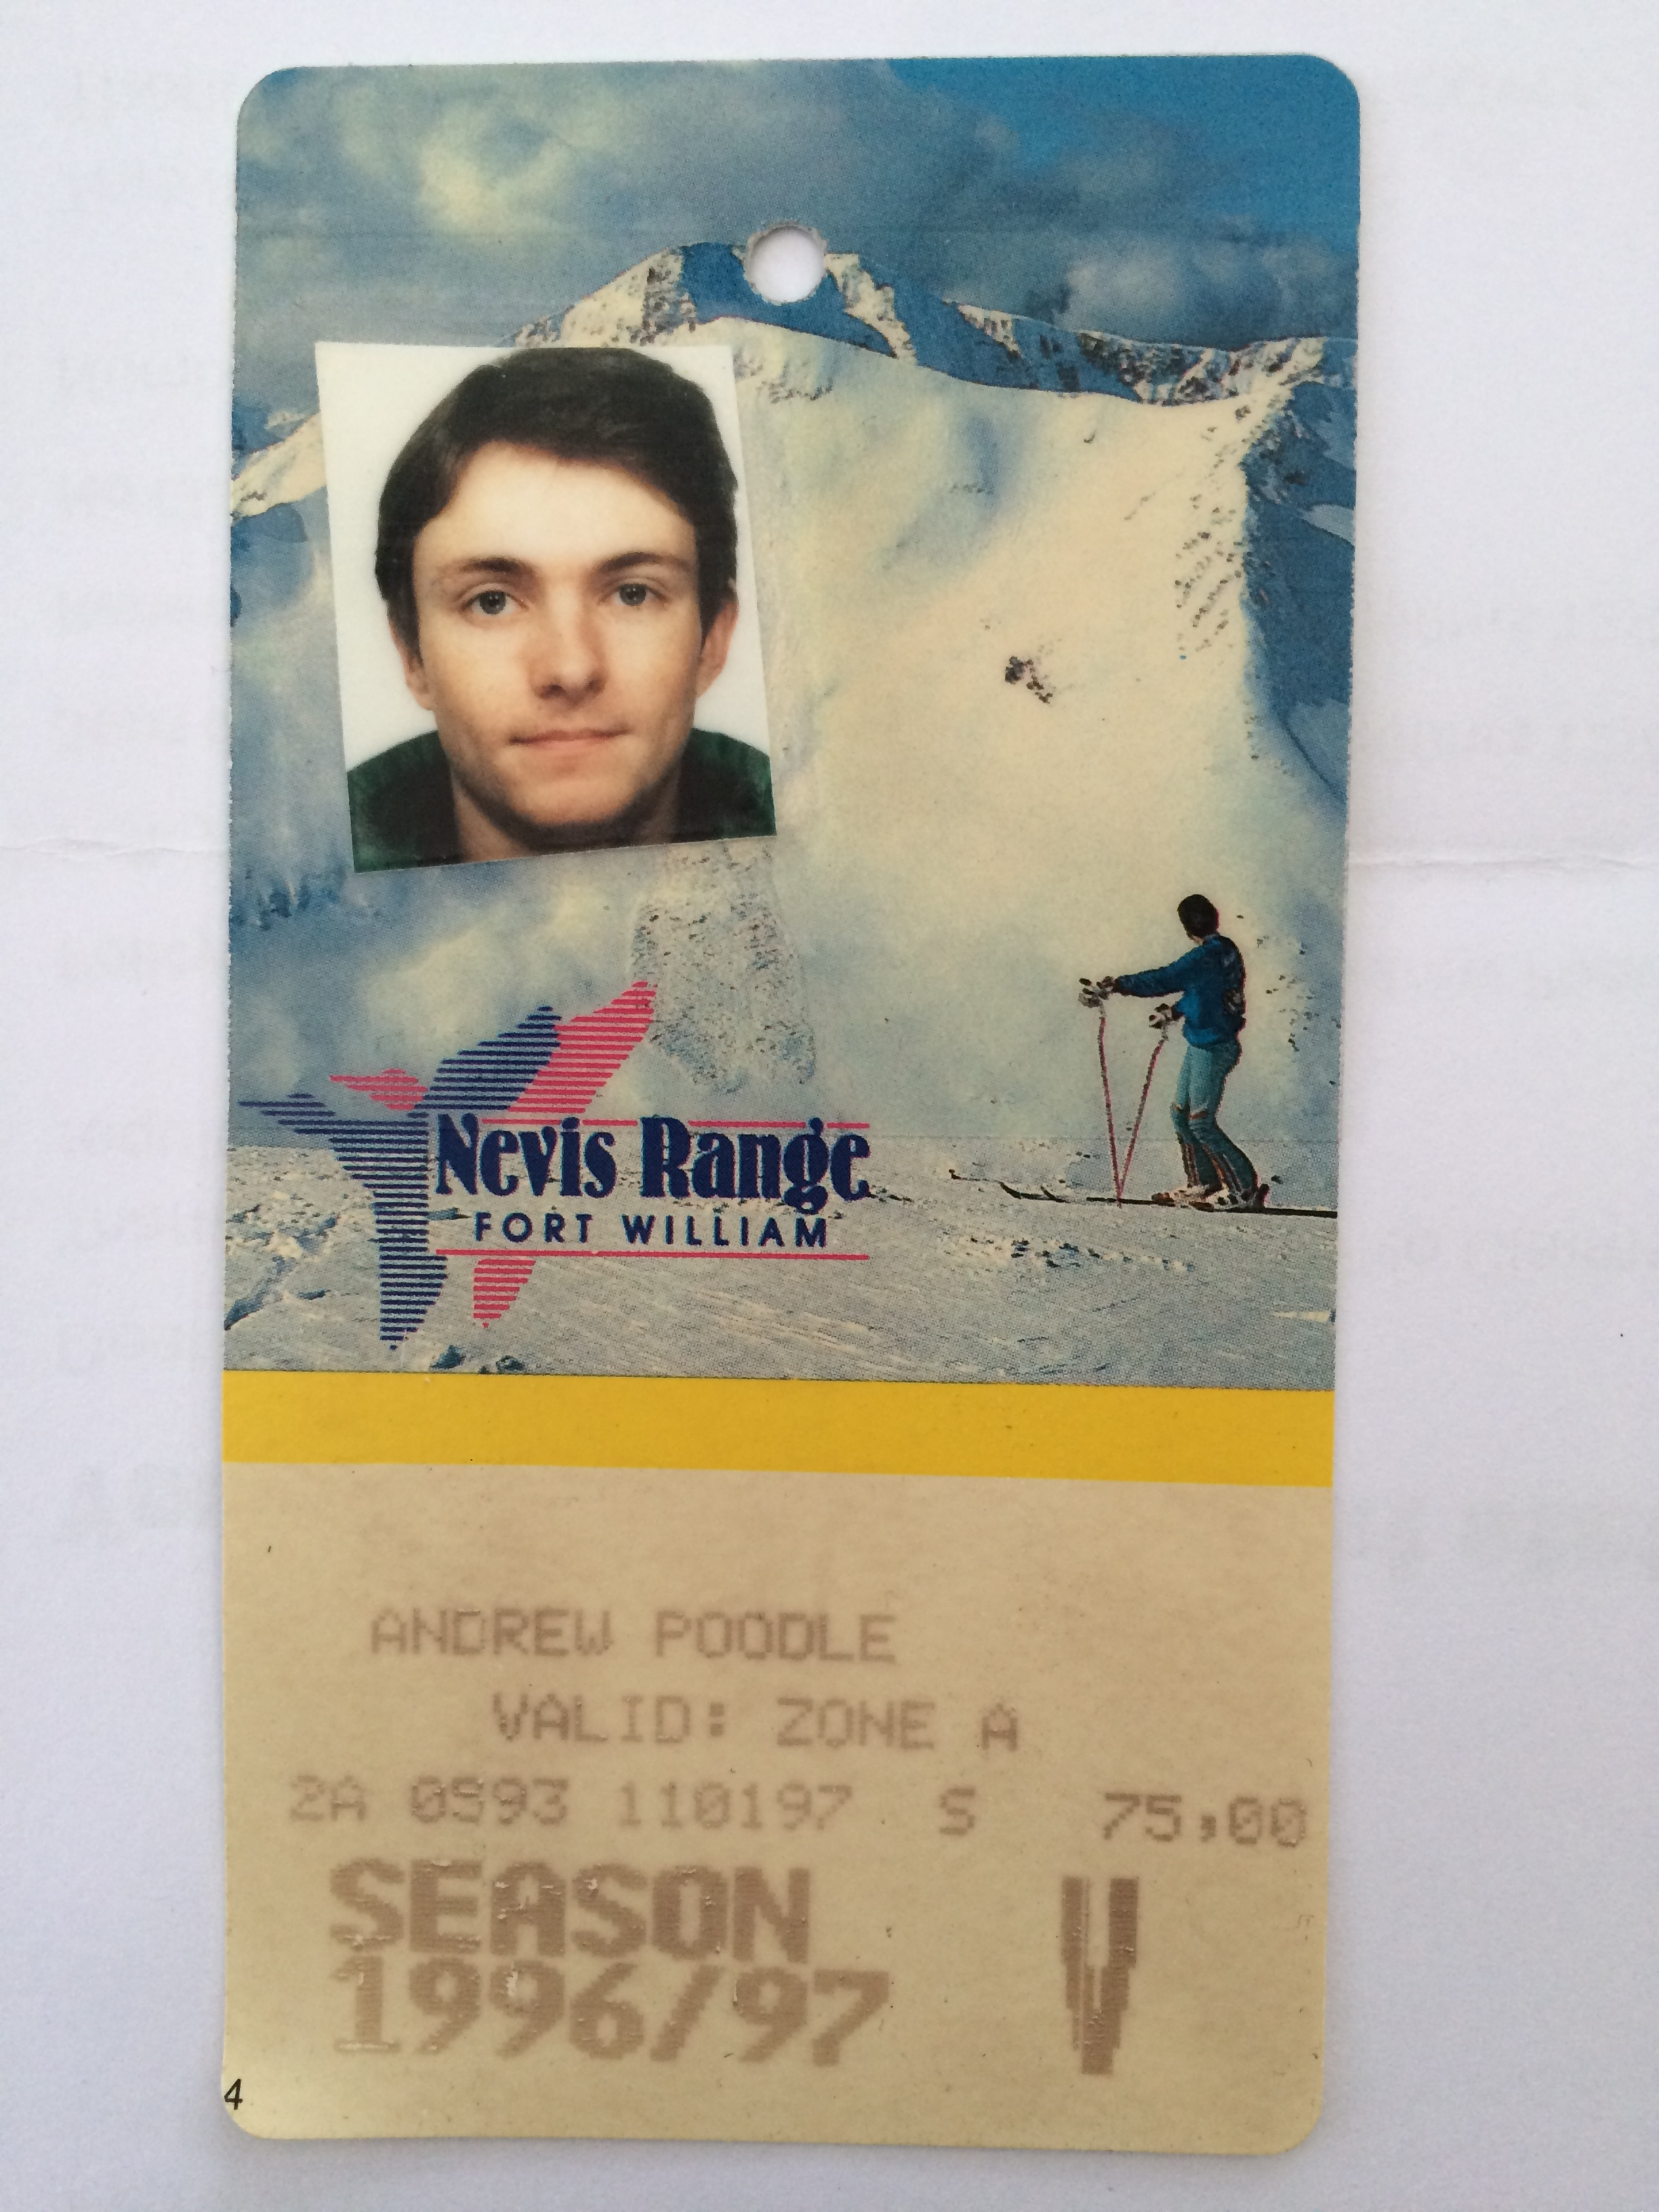 Nevis Range
FORT WILLIAM
ANDREW POODLE
VALID: ZONE A
2A 0593 110197 S 75,00
SEASON
1996/97
V
4